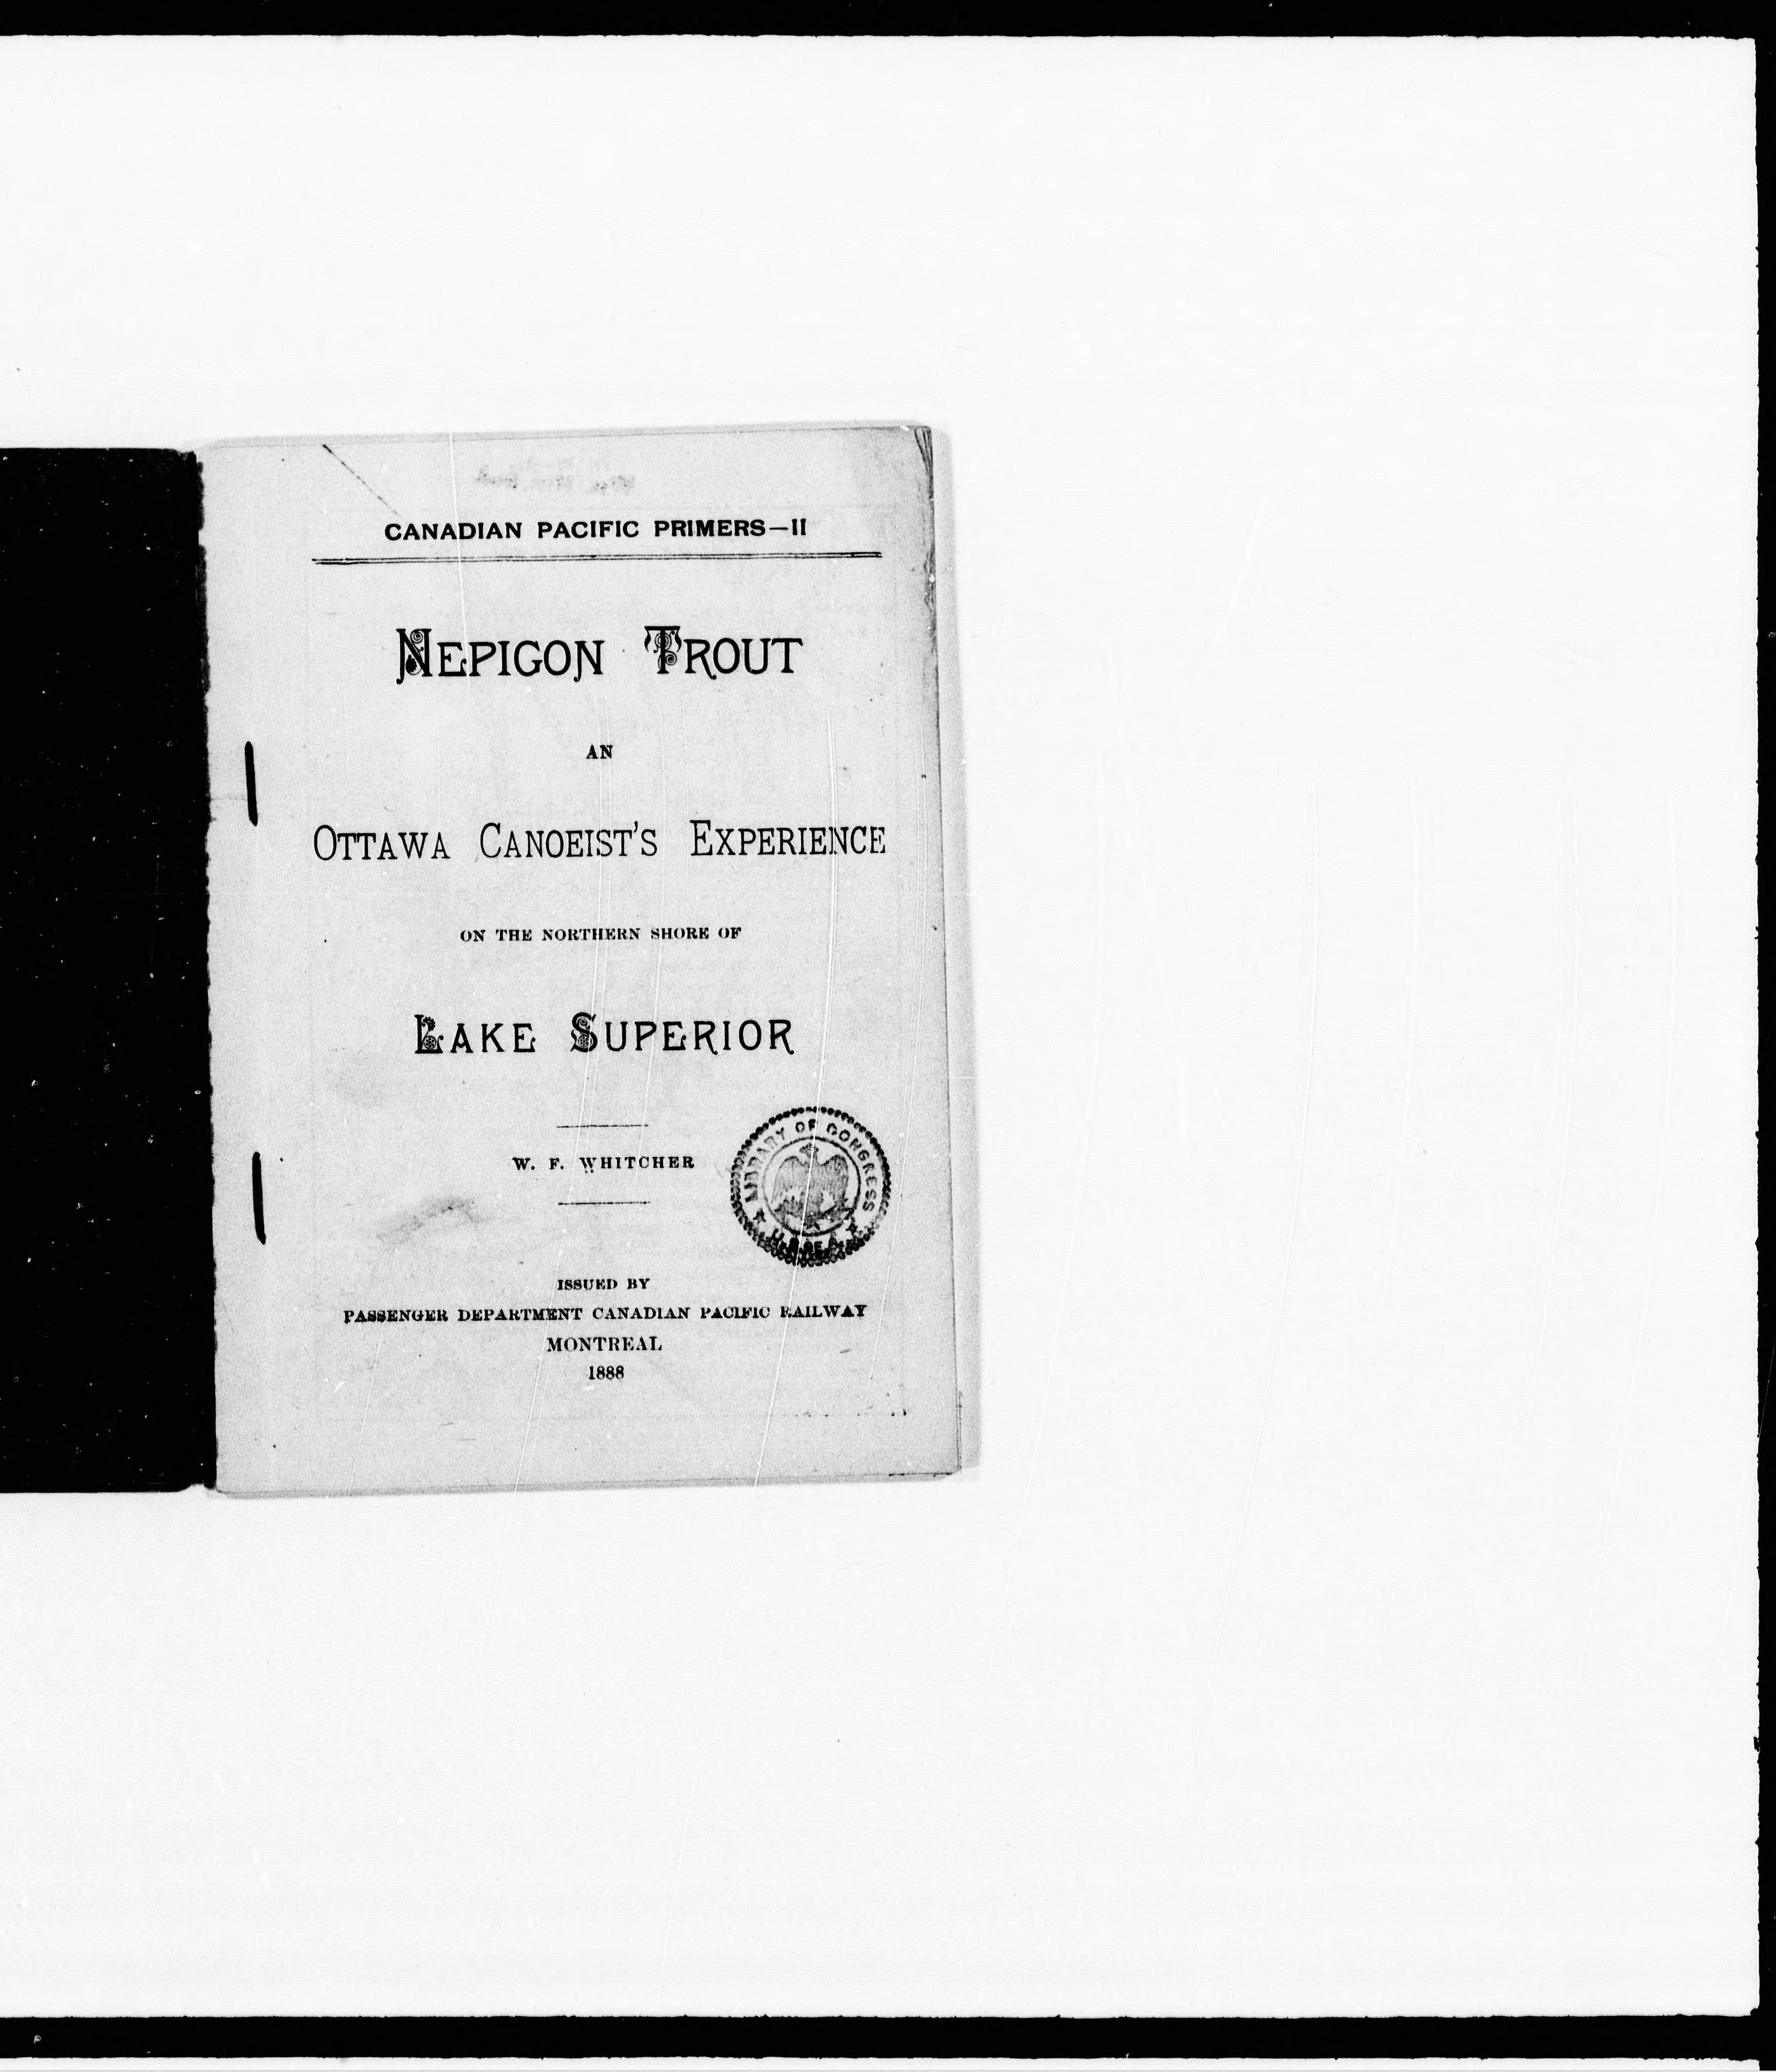 CANADIAN PACIFIC PRIMERS—II
NEPIGON TROUT
AN
OTTAWA CANOEIST'S EXPERIENCE
ON THE NORTHERN SHORE OF
LAKE SUPERIOR
W. F. WHITCHER
LIBRARY OF CONGRESS
ISSUED BY
PASSENGER DEPARTMENT CANADIAN PACIFIC RAILWAY
MONTREAL
1888